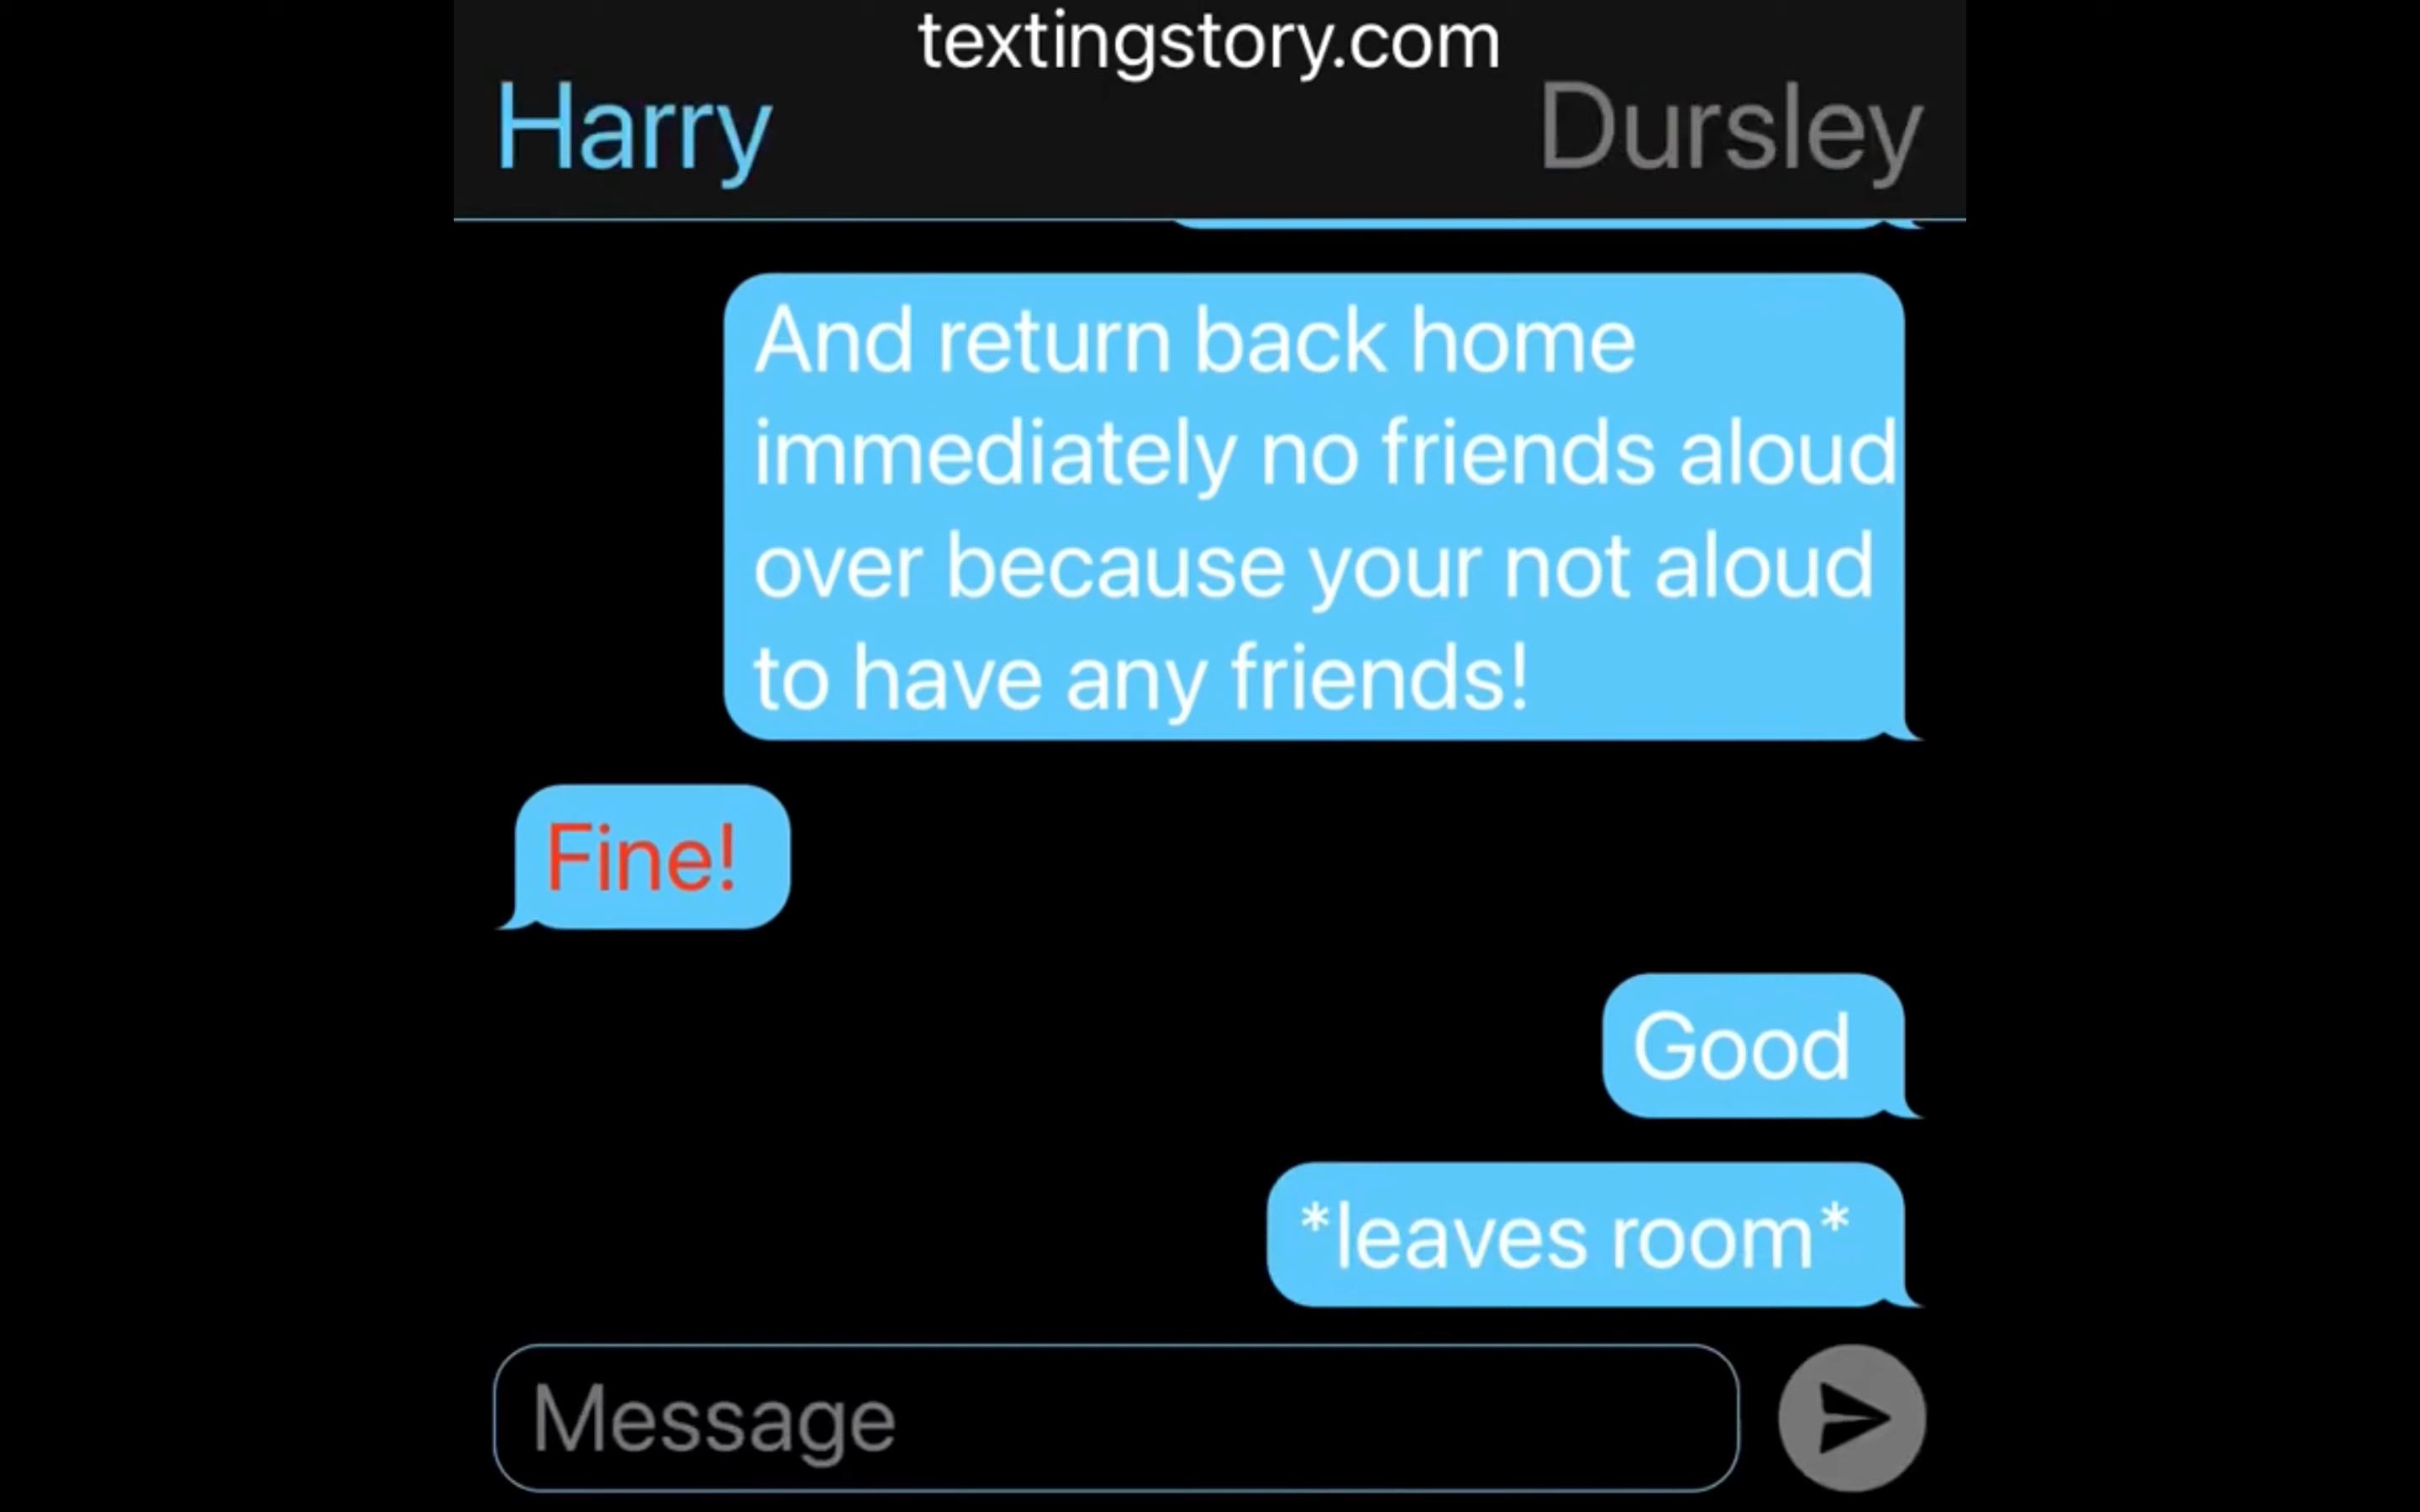 textingstory.com
Harry
Dursley
And return back home
immediately no friends aloud
over because your not aloud
to have any friends!
Fine!
Good
*leaves room*
Message